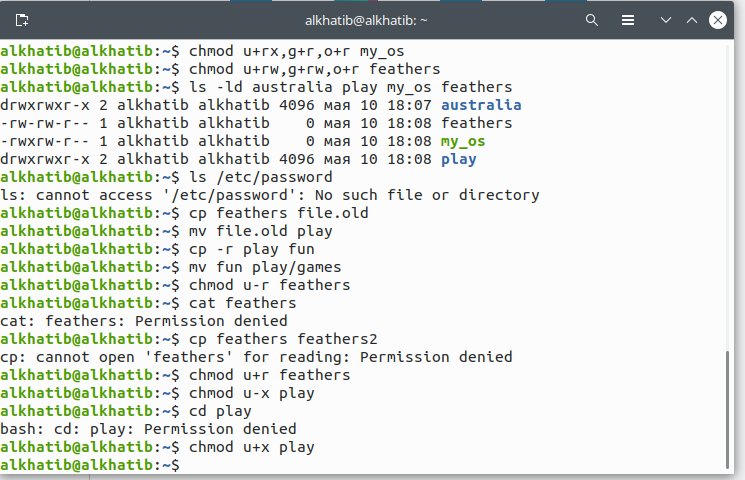 alkhatib@alkhatib: ~
alkhatib@alkhatib:~$ chmod u+rx,g+r,o+r my_os
alkhatib@alkhatib:~$ chmod u+rw,g+rw,o+r feathers
alkhatib@alkhatib:~$ ls -ld australia play my_os feathers
drwxrwxr-x 2 alkhatib alkhatib 4096 мая 10 18:07 australia
-rw-rw-r-- 1 alkhatib alkhatib    0 мая 10 18:08 feathers
-rwxrw-r-- 1 alkhatib alkhatib    0 мая 10 18:08 my_os
drwxrwxr-x 2 alkhatib alkhatib 4096 мая 10 18:08 play
alkhatib@alkhatib:~$ ls /etc/password
ls: cannot access '/etc/password': No such file or directory
alkhatib@alkhatib:~$ cp feathers file.old
alkhatib@alkhatib:~$ mv file.old play
alkhatib@alkhatib:~$ cp -r play fun
alkhatib@alkhatib:~$ mv fun play/games
alkhatib@alkhatib:~$ chmod u-r feathers
alkhatib@alkhatib:~$ cat feathers
cat: feathers: Permission denied
alkhatib@alkhatib:~$ cp feathers feathers2
cp: cannot open 'feathers' for reading: Permission denied
alkhatib@alkhatib:~$ chmod u+r feathers
alkhatib@alkhatib:~$ chmod u-x play
alkhatib@alkhatib:~$ cd play
bash: cd: play: Permission denied
alkhatib@alkhatib:~$ chmod u+x play
alkhatib@alkhatib:~$